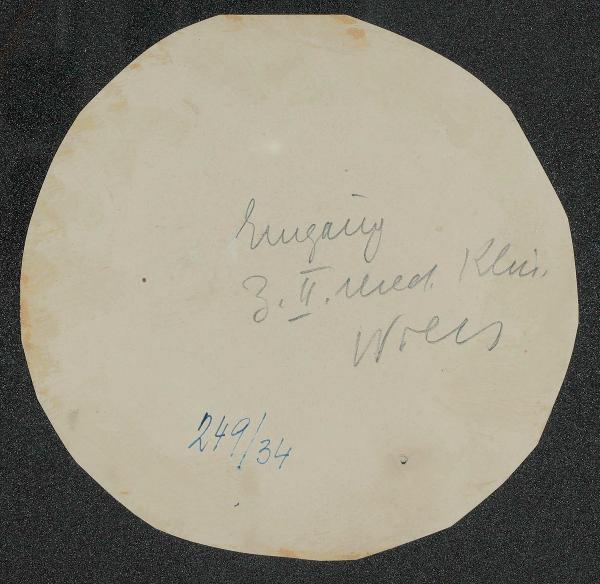 Eingang
z. II. Med. Klin.
249/34